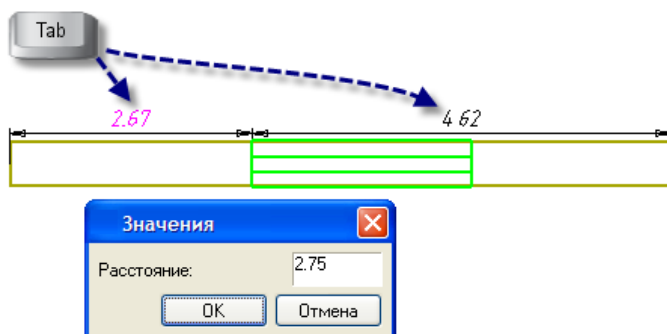 Tab
2.67 4 62
Значения
Расстояние: 2.75
OK Отмена